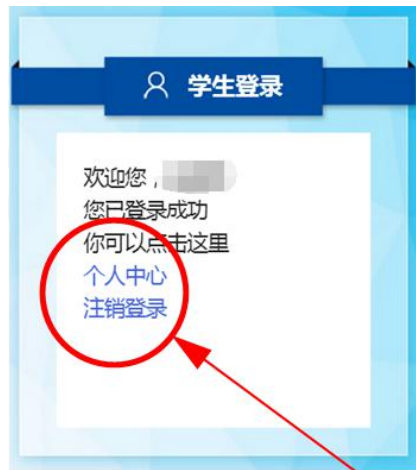 学生登录
欢迎您，
您已登录成功
你可以点击这里
个人中心
注销登录